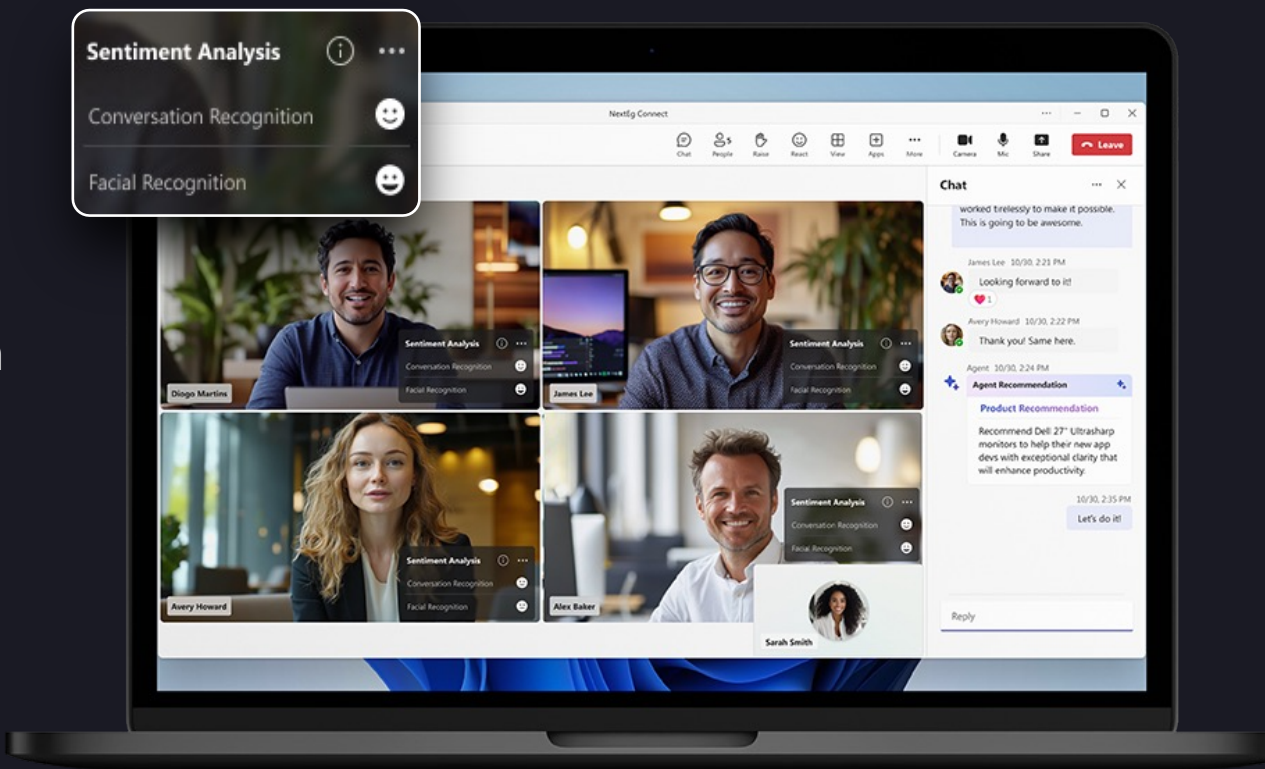 Sentiment Analysis
Conversation Recognition
Facial Recognition
NextEg Connect
Chat
People
Raise
React
View
Apps
More
Camera
Mic
Share
Leave
Sentiment Analysis
Conversation Recognition
Facial Recognition
Diogo Martins
Sentiment Analysis
Conversation Recognition
Facial Recognition
James Lee
Sentiment Analysis
Conversation Recognition
Facial Recognition
Avery Howard
Sentiment Analysis
Conversation Recognition
Facial Recognition
Alex Baker
Sarah Smith
Chat
worked tirelessly to make it possible.
This is going to be awesome.
James Lee 10/30, 2:21 PM
Looking forward to it!
1
Avery Howard 10/30, 2:22 PM
Thank you! Same here.
Agent 10/30, 2:24 PM
Agent Recommendation
Product Recommendation
Recommend Dell 27" Ultrasharp
monitors to help their new app
devs with exceptional clarity that
will enhance productivity.
10/30, 2:35 PM
Let's do it!
Reply